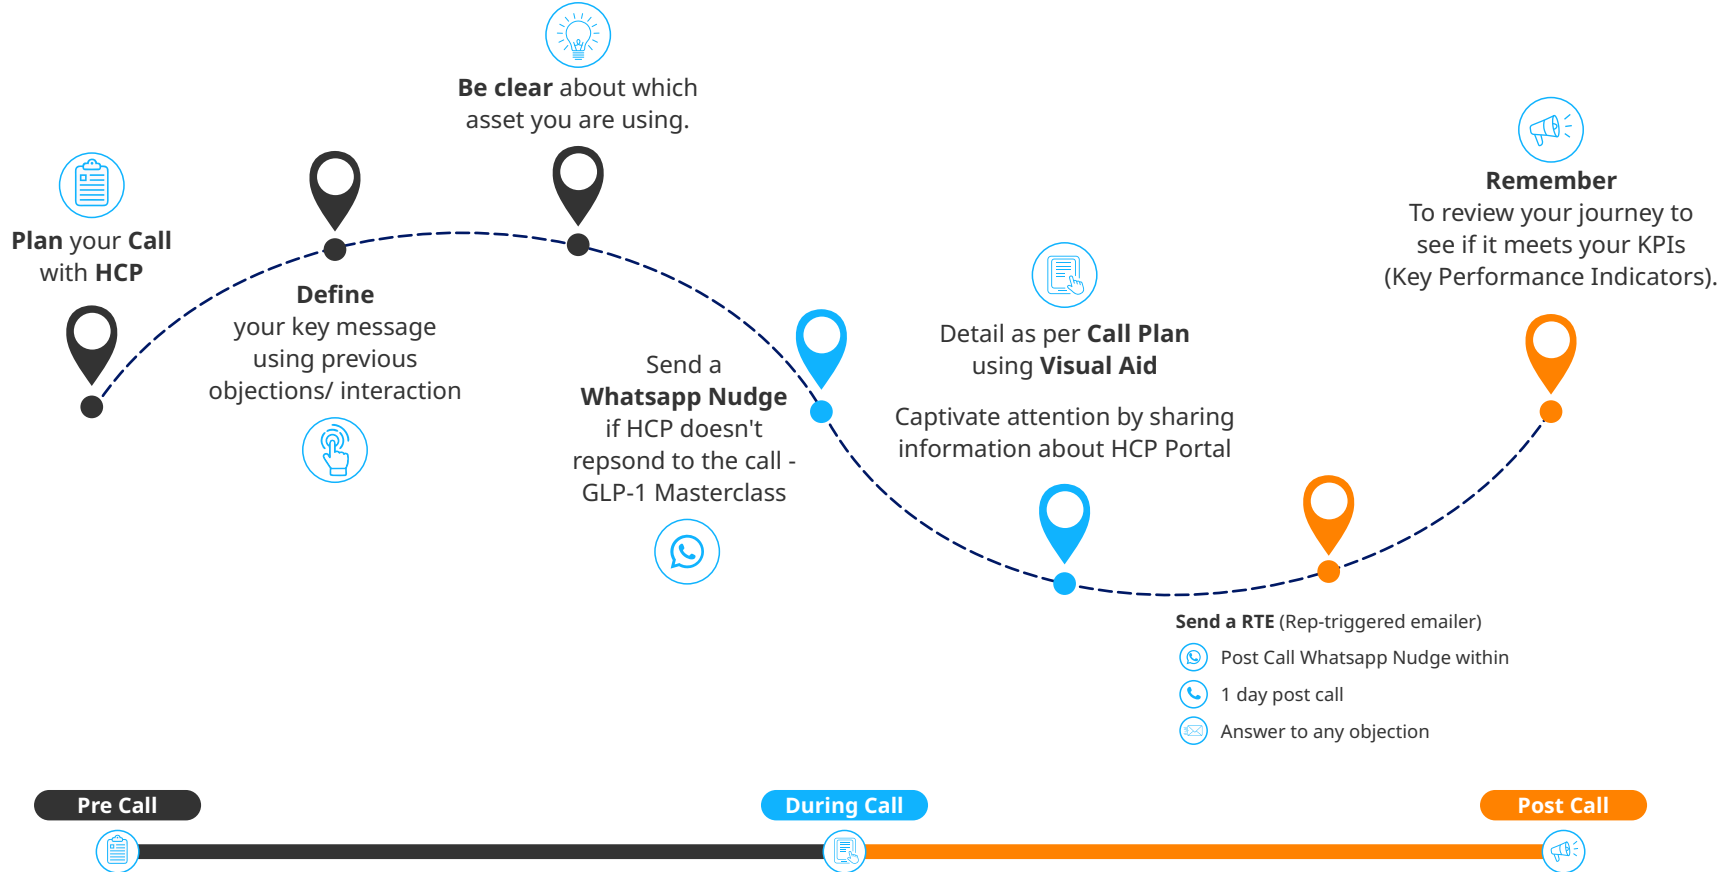 Plan your Call
with HCP
Define
your key message
using previous
objections/ interaction
Be clear about which
asset you are using.
Send a
Whatsapp Nudge
if HCP doesn't
repsond to the call -
GLP-1 Masterclass
Detail as per Call Plan
using Visual Aid
Captivate attention by sharing
information about HCP Portal
Send a RTE (Rep-triggered emailer)
Post Call Whatsapp Nudge within
1 day post call
Answer to any objection
Remember
To review your journey to
see if it meets your KPIs
(Key Performance Indicators).
Pre Call
During Call
Post Call